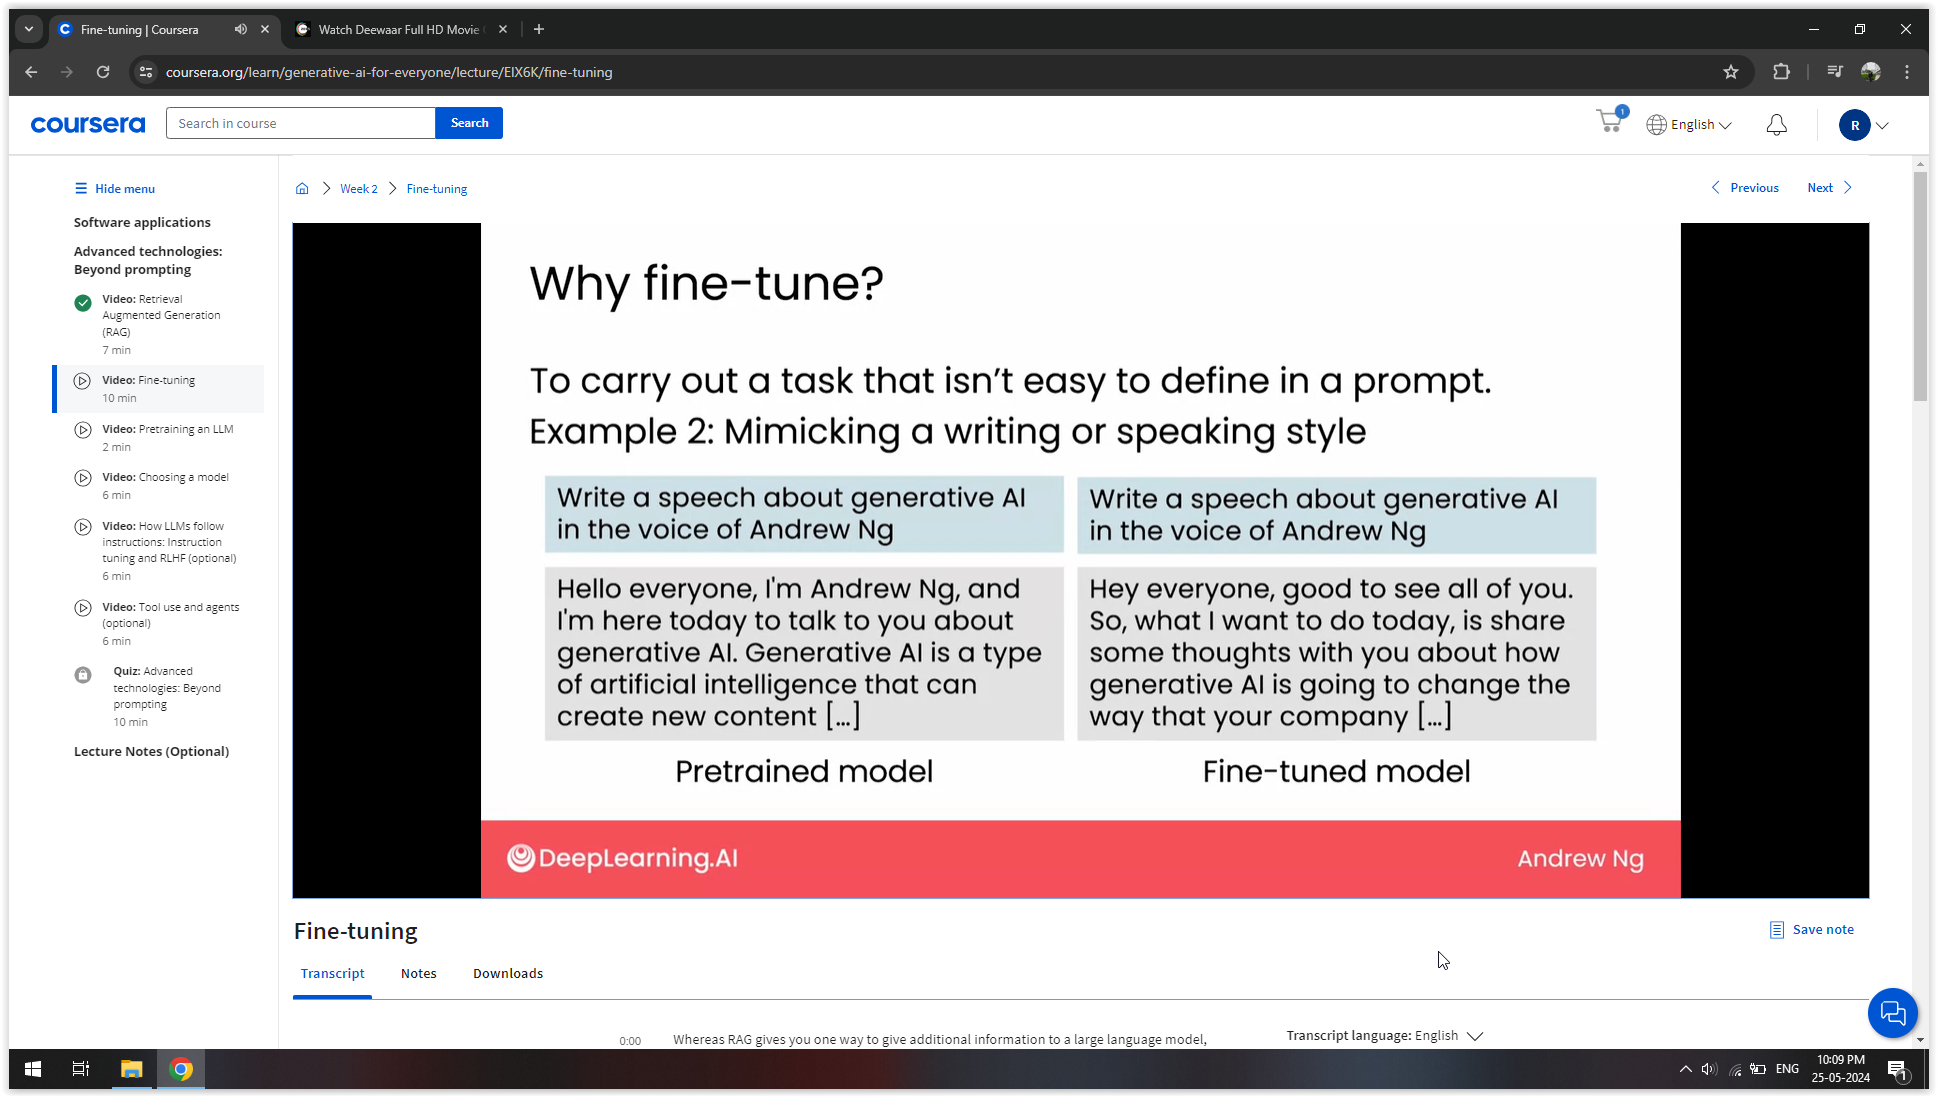 Fine-tuning | Coursera
Watch Deewaar Full HD Movie
coursera.org/learn/generative-ai-for-everyone/lecture/EIX6K/fine-tuning
coursera
Search in course
Search
1
English
R
Hide menu
Software applications
Advanced technologies:
Beyond prompting
Video: Retrieval
Augmented Generation
(RAG)
7 min
Video: Fine-tuning
10 min
Video: Pretraining an LLM
2 min
Video: Choosing a model
6 min
Video: How LLMs follow
instructions: Instruction
tuning and RLHF (optional)
6 min
Video: Tool use and agents
(optional)
6 min
Quiz: Advanced
technologies: Beyond
prompting
10 min
Lecture Notes (Optional)
Week 2
Fine-tuning
Previous
Next
Why fine-tune?
To carry out a task that isn't easy to define in a prompt.
Example 2: Mimicking a writing or speaking style
Write a speech about generative AI
in the voice of Andrew Ng
Hello everyone, I'm Andrew Ng, and
I'm here today to talk to you about
generative AI. Generative AI is a type
of artificial intelligence that can
create new content [...]
Pretrained model
Write a speech about generative AI
in the voice of Andrew Ng
Hey everyone, good to see all of you.
So, what I want to do today, is share
some thoughts with you about how
generative AI is going to change the
way that your company [...]
Fine-tuned model
DeepLearning.AI
Andrew Ng
Fine-tuning
Save note
Transcript
Notes
Downloads
0:00
Whereas RAG gives you one way to give additional information to a large language model,
Transcript language: English
ENG
10:09 PM
25-05-2024
1